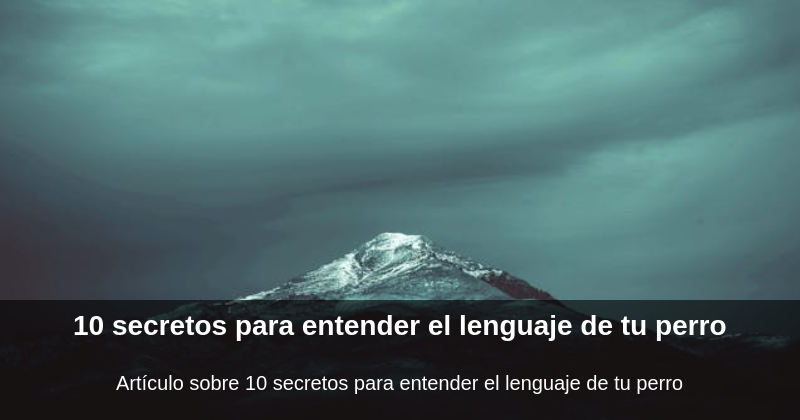 10 secretos para entender el lenguaje de tu perro
Artículo sobre 10 secretos para entender el lenguaje de tu perro